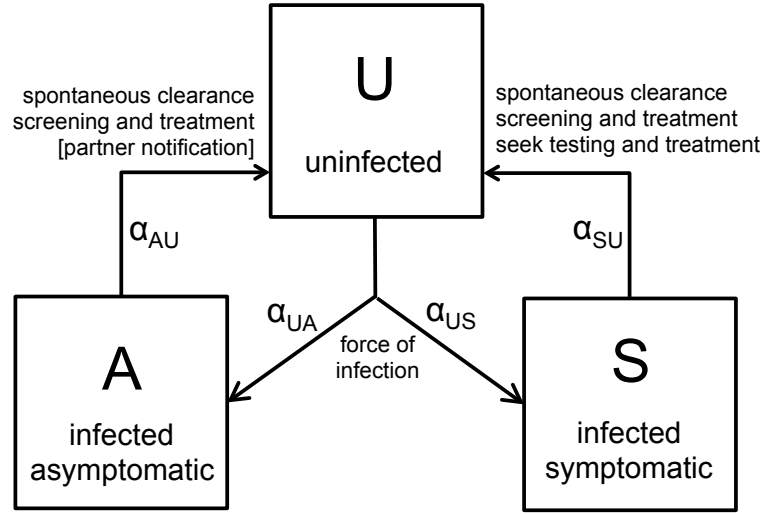 U
uninfected
spontaneous clearance
screening and treatment
[partner notification]
spontaneous clearance
screening and treatment
seek testing and treatment
αAU
αSU
αUA
αUS
force of
infection
A
infected
asymptomatic
S
infected
symptomatic